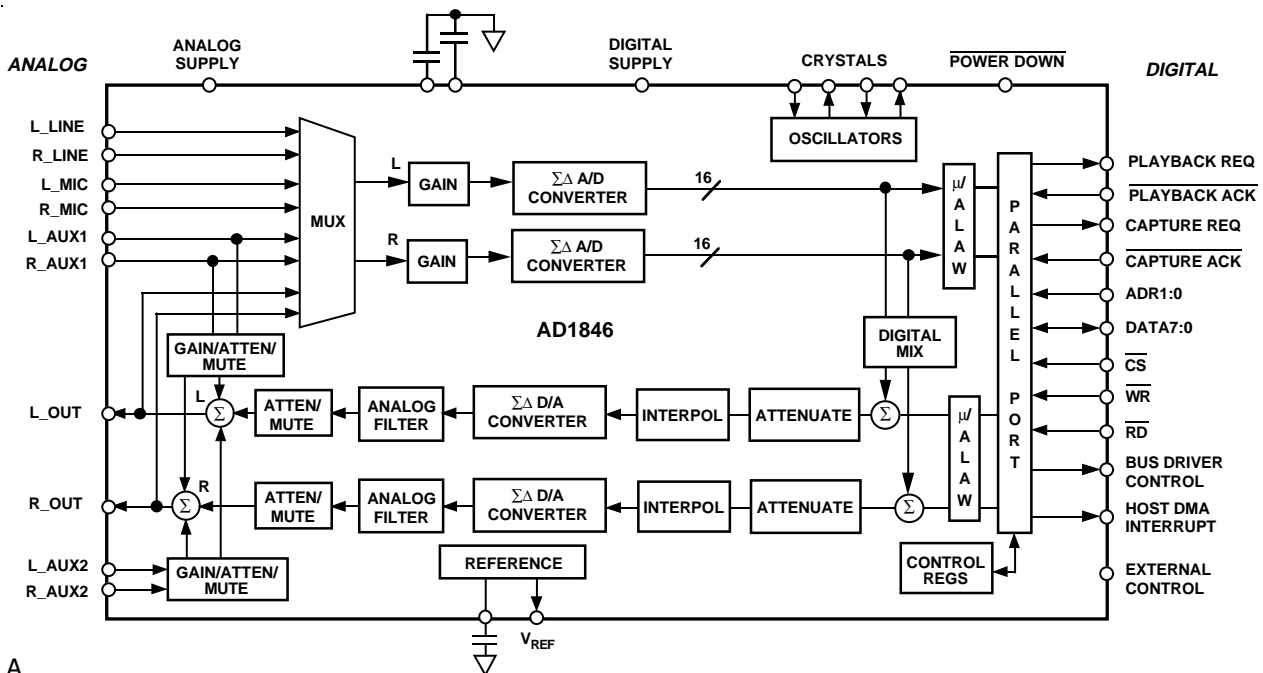 ANALOG
ANALOG
SUPPLY
DIGITAL
SUPPLY
CRYSTALS
POWER DOWN
DIGITAL
L_LINE
R_LINE
L_MIC
R_MIC
L_AUX1
R_AUX1
MUX
L
GAIN
ΣΔ A/D
CONVERTER
16
R
GAIN
ΣΔ A/D
CONVERTER
16
OSCILLATORS
μ/
A
L
A
W
P
A
R
A
L
L
E
L
P
O
R
T
PLAYBACK REQ
PLAYBACK ACK
CAPTURE REQ
CAPTURE ACK
ADR1:0
DATA7:0
CS
WR
RD
BUS DRIVER
CONTROL
HOST DMA
INTERRUPT
EXTERNAL
CONTROL
AD1846
DIGITAL
MIX
GAIN/ATTEN/
MUTE
L_OUT
L
Σ
ATTEN/
MUTE
ANALOG
FILTER
ΣΔ D/A
CONVERTER
INTERPOL
ATTENUATE
Σ
μ/
A
L
A
W
R_OUT
R
Σ
ATTEN/
MUTE
ANALOG
FILTER
ΣΔ D/A
CONVERTER
INTERPOL
ATTENUATE
Σ
L_AUX2
R_AUX2
GAIN/ATTEN/
MUTE
REFERENCE
VREF
CONTROL
REGS
A